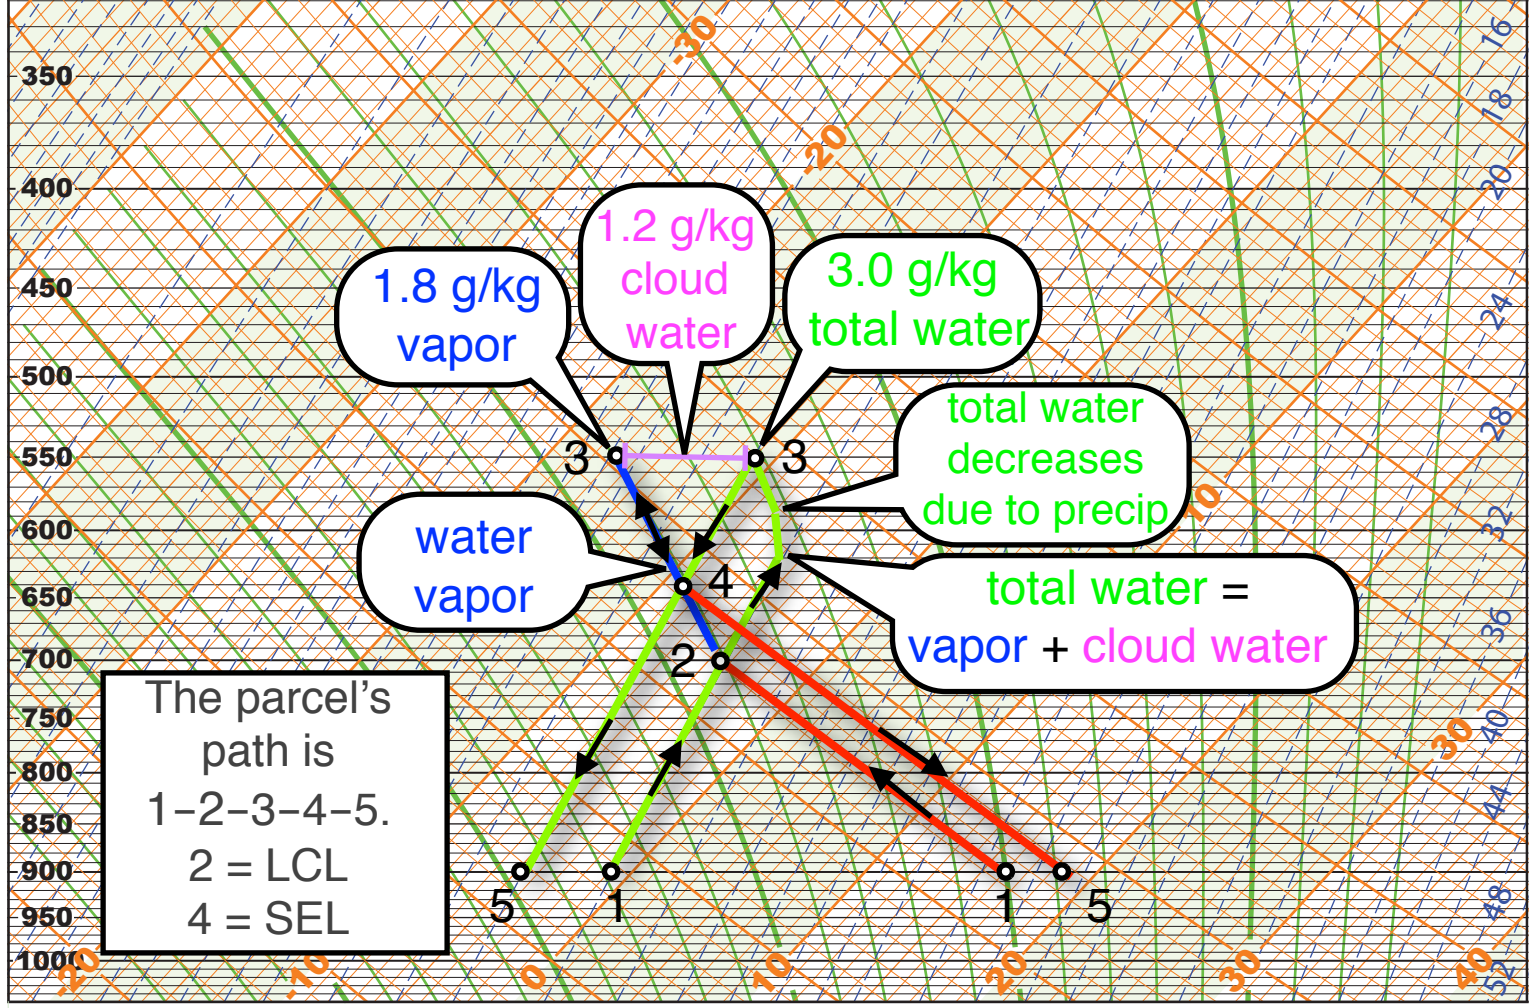 -30
16
350
18
-20
400
20
1.2 g/kg
cloud
water
1.8 g/kg
vapor
3.0 g/kg
total water
450
24
500
total water
decreases
due to precip
28
3
3
550
10
32
600
water
vapor
4
total water =
vapor + cloud water
650
36
2
700
The parcel's
path is
1–2–3–4–5.
2 = LCL
4 = SEL
750
30
40
800
44
850
900
5
1
1
5
48
950
1000
-20
-10
0
10
20
30
40
52